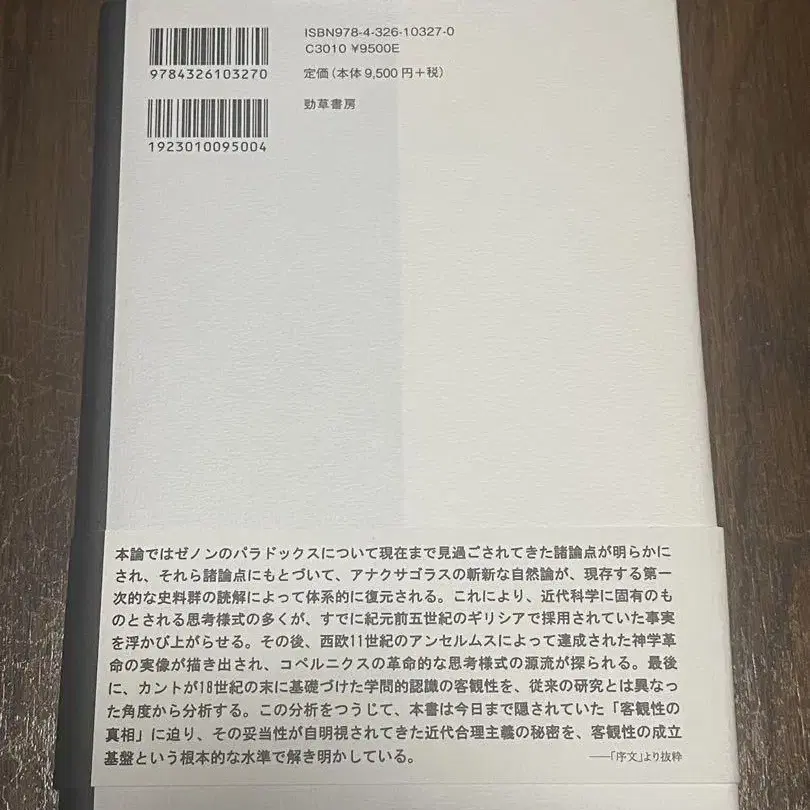 ISBN978-4-326-10327-0
C3010 ¥9500E
9784326103270
定価(本体9,500円+税)
勁草書房
1923010095004
本論ではゼノンのパラドックスについて現在まで見過ごされてきた諸論点が明らかに
され、それら諸論点にもとづいて、アナクサゴラスの斬新な自然論が、現存する第一
次的な史料群の読解によって体系的に復元される。これにより、近代科学に固有のも
のとされる思考様式の多くが、すでに紀元前五世紀のギリシアで採用されていた事実
を浮かび上がらせる。その後、西欧11世紀のアンセルムスによって達成された神学革
命の実像が描き出され、コペルニクスの革命的な思考様式の源流が探られる。最後
に、カントが18世紀の末に基礎づけた学問的認識の客観性を、従来の研究とは異なっ
た角度から分析する。この分析をつうじて、本書は今日まで隠されていた「客観性の
真相」に迫り、その妥当性が自明視されてきた近代合理主義の秘密を、客観性の成立
基盤という根本的な水準で解き明かしている。
――「序文」より抜粋